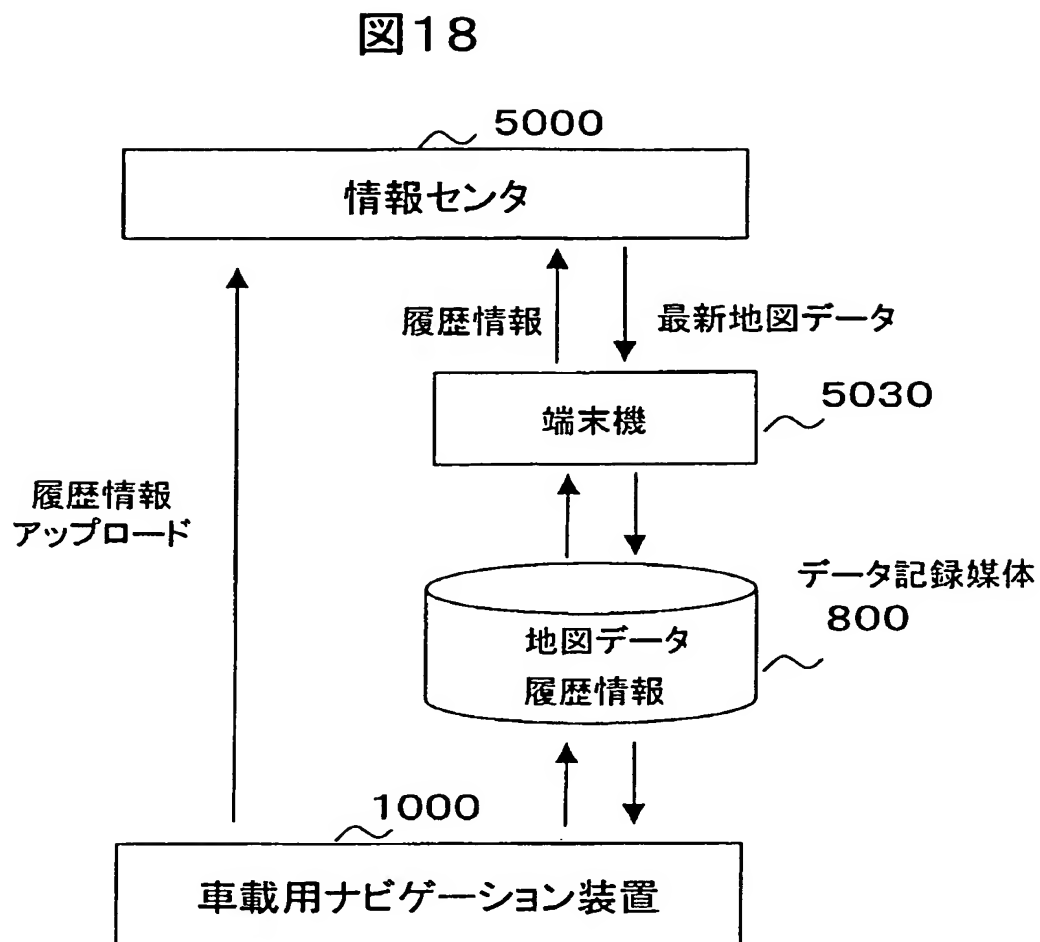 図18
5000
情報センタ
履歴情報
最新地図データ
5030
端末機
履歴情報
アップロード
データ記録媒体
800
地図データ
履歴情報
1000
車載用ナビゲーション装置